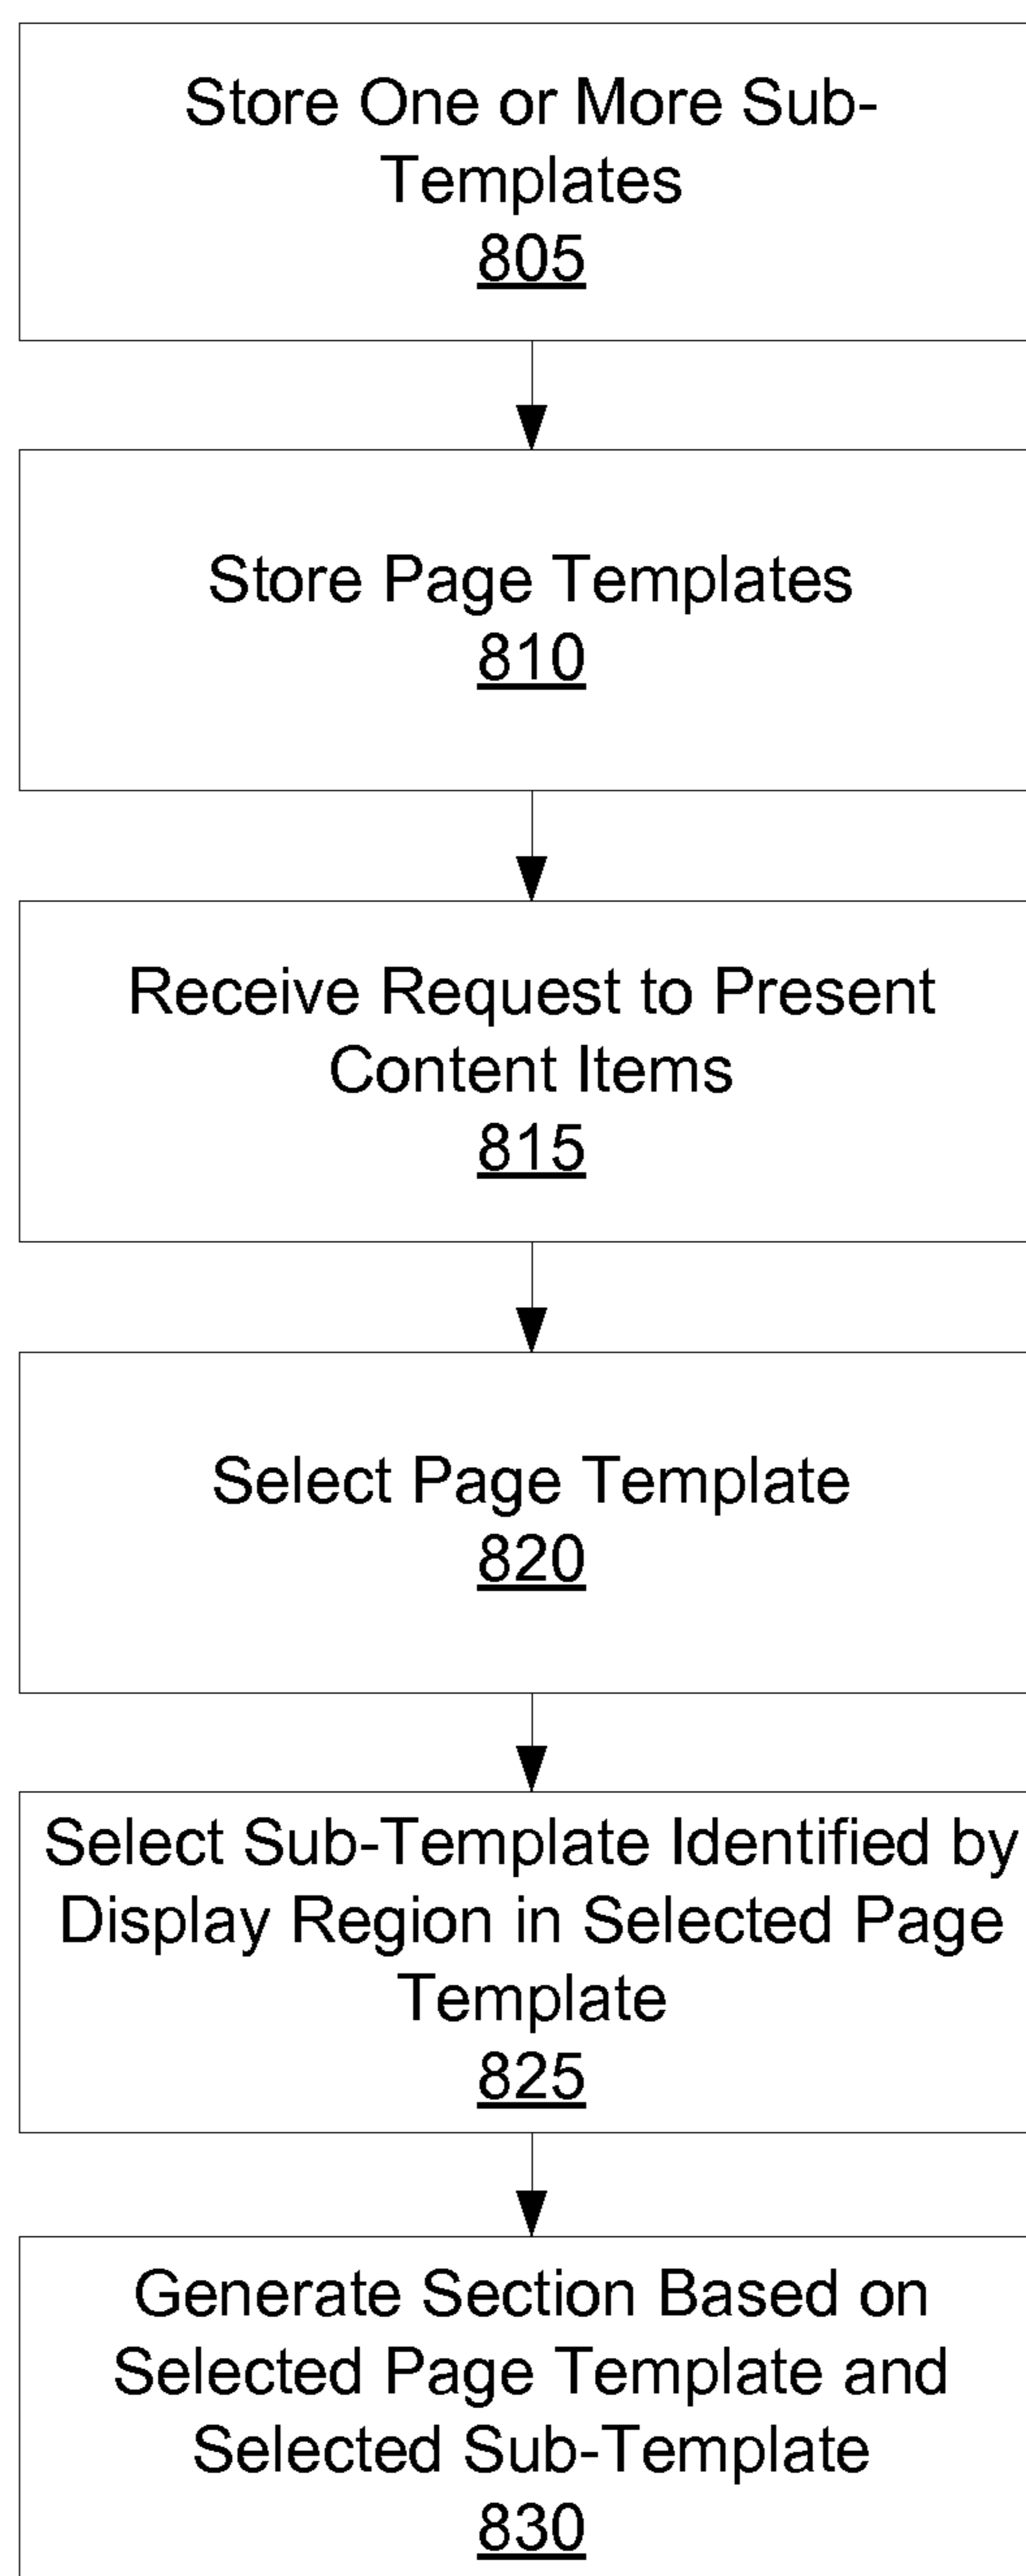 Store One or More Sub-
Templates
805
Store Page Templates
810
Receive Request to Present
Content Items
815
Select Page Template
820
Select Sub-Template Identified by
Display Region in Selected Page
Template
825
Generate Section Based on
Selected Page Template and
Selected Sub-Template
830